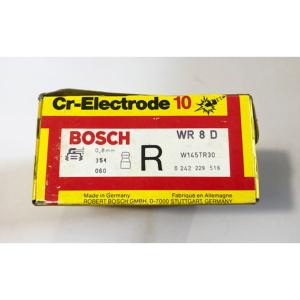 Cr-Electrode 10
BOSCH WR 8 D
0,8mm W145TR30
R
0 242 229 516
060
Made in Germany Fabriqué en Allemagne
ROBERT BOSCH GMBH, D-7000 STUTTGART, GERMANY